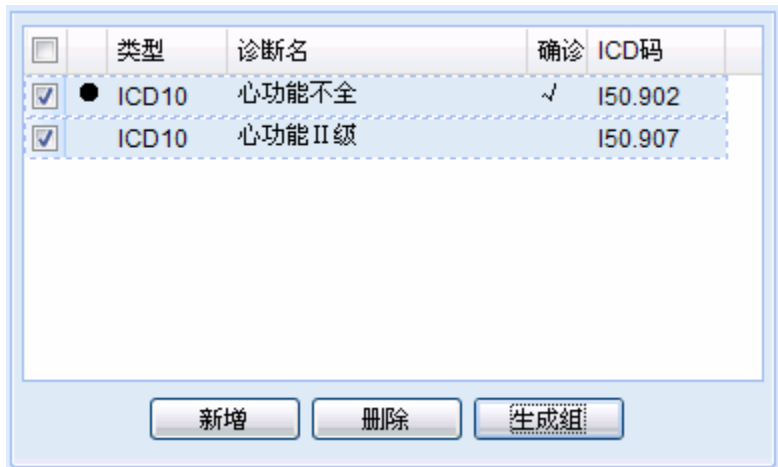 类型 诊断名 确诊 ICD码
ICD10 心功能不全 √ I50.902
ICD10 心功能Ⅱ级 I50.907
新增 删除 生成组